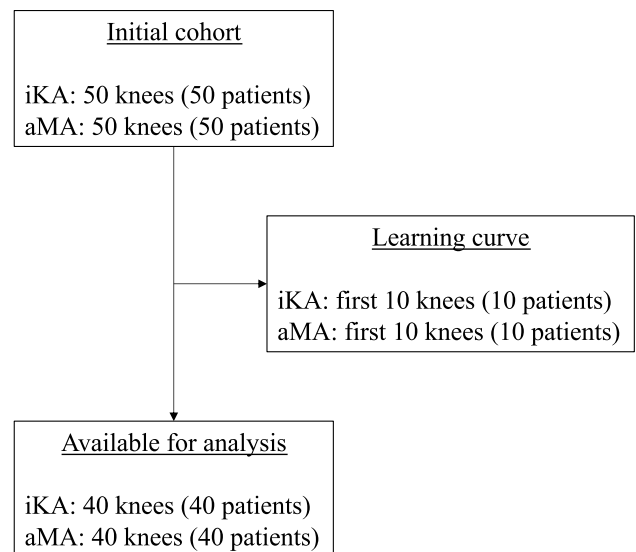 Initial cohort
iKA: 50 knees (50 patients)
aMA: 50 knees (50 patients)
Learning curve
iKA: first 10 knees (10 patients)
aMA: first 10 knees (10 patients)
Available for analysis
iKA: 40 knees (40 patients)
aMA: 40 knees (40 patients)